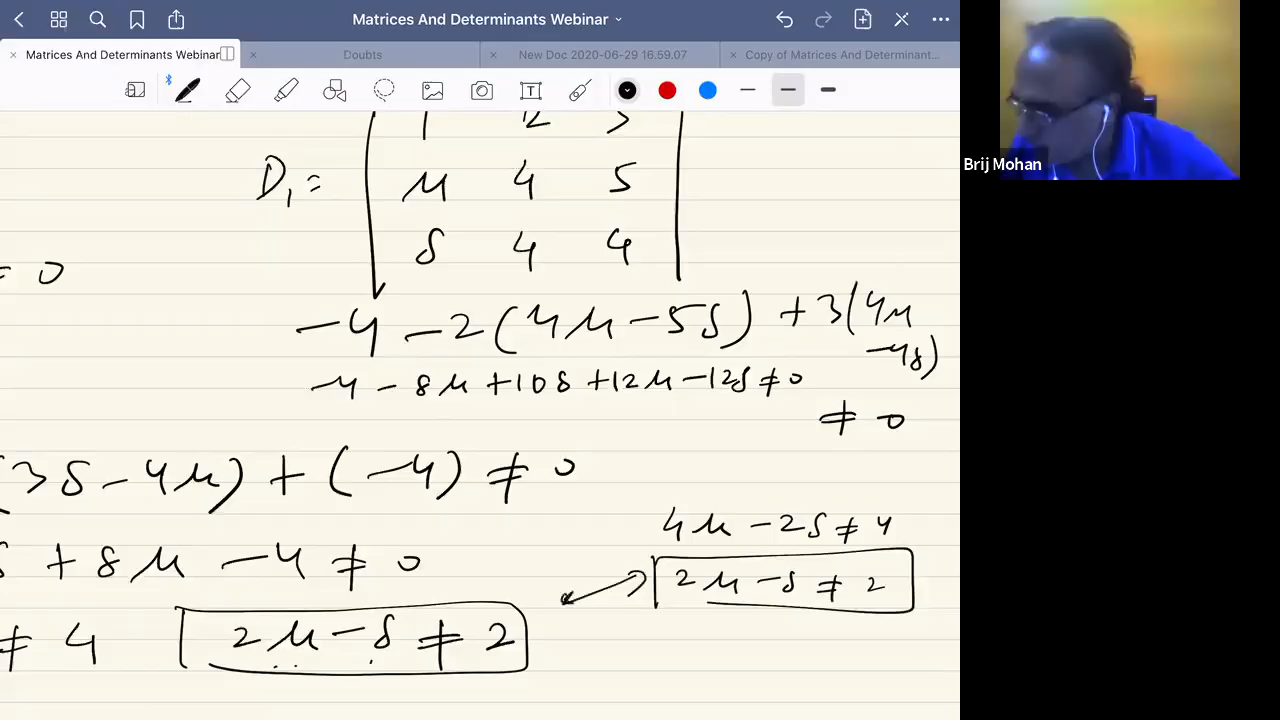 Matrices And Determinants Webinar
Matrices And Determinants Webinar
Doubts
New Doc 2020-06-29 16.59.07
Copy of Matrices And Determinant...
Brij Mohan
1 2 3
D₁ = μ 4 5
δ 4 4
= 0
-4 -2(4μ -5δ) +3(4μ
-4δ)
-4 - 8μ +10δ +12μ -12δ ≠ 0
≠ 0
(3δ -4μ) + (-4) ≠ 0
4μ -2δ ≠ 4
δ + 8μ -4 ≠ 0
2μ -δ ≠ 2
≠ 4 2μ -δ ≠ 2